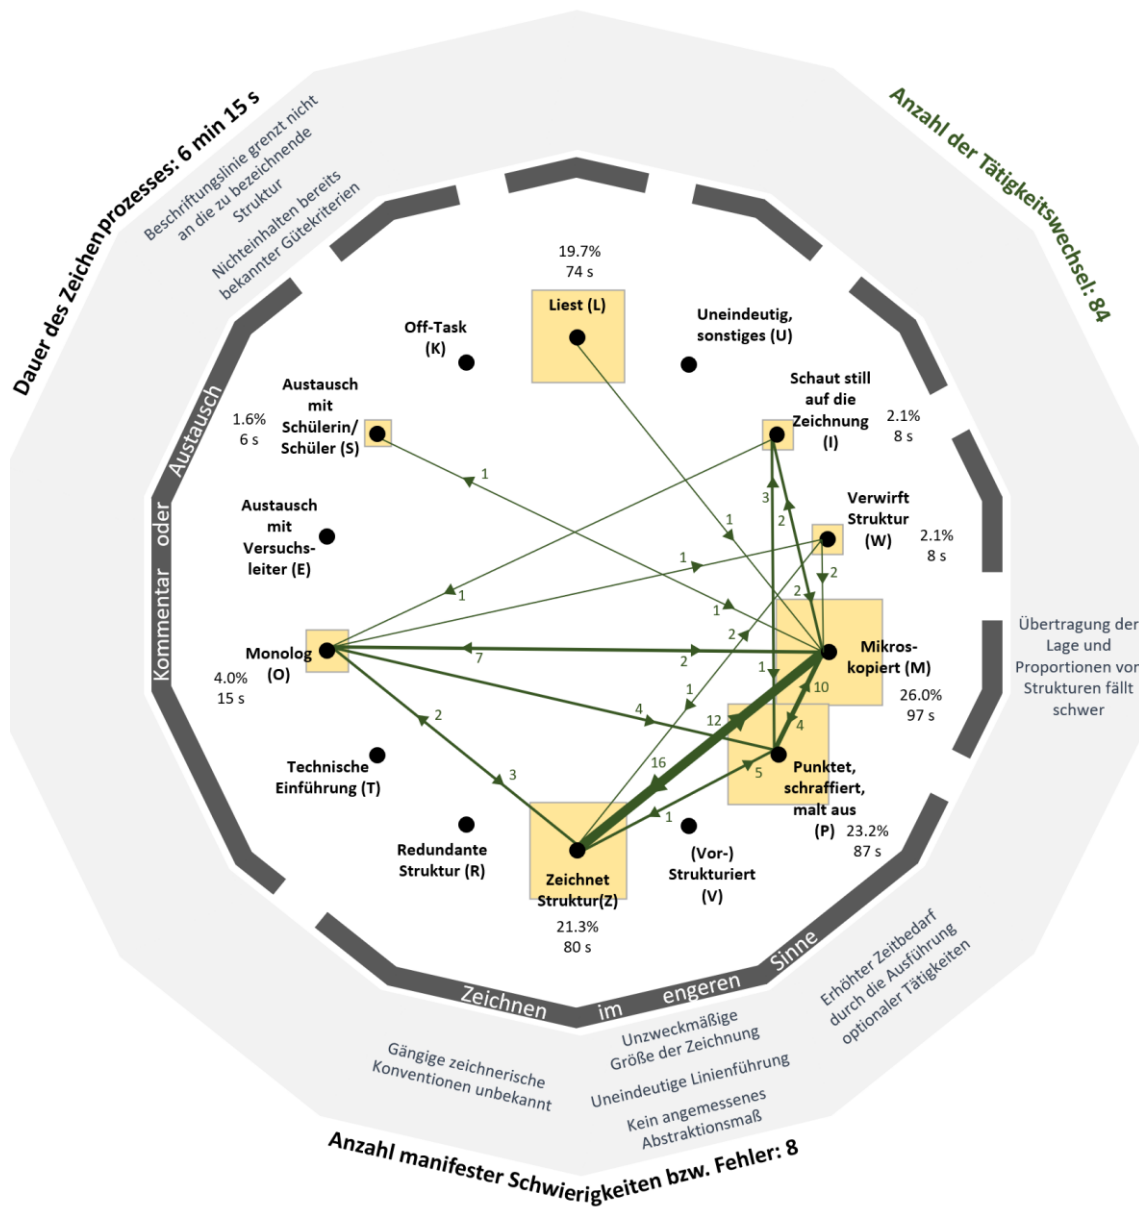 Dauer des Zeichenprozesses: 6 min 15 s
Beschriftungslinie grenzt nicht
an die zu bezeichnende
Struktur
Nichteinhalten bereits
bekannter Gütekriterien
Anzahl der Tätigkeitswechsel: 84
19.7%
74 s
Liest (L)
Off-Task
(K)
Uneindeutig,
sonstiges (U)
Austausch
mit
Schülerin/
Schüler (S)
1.6%
6 s
Schaut still
auf die
Zeichnung
(I)
2.1%
8 s
Kommentar oder Austausch
Austausch
mit
Versuchs-
leiter (E)
Verwirft
Struktur
(W)
2.1%
8 s
Monolog
(O)
4.0%
15 s
Mikros-
kopiert (M)
26.0%
97 s
Übertragung der
Lage und
Proportionen von
Strukturen fällt
schwer
Technische
Einführung (T)
Punktet,
schraffiert,
malt aus
(P)
23.2%
87 s
Redundante
Struktur (R)
Zeichnet
Struktur(Z)
21.3%
80 s
(Vor-)
Strukturiert
(V)
1
1
3
2
1
1
2
2
1
1
2
7
2
1
10
1
4
12
4
2
16
5
3
1
Zeichnen im engeren Sinne
Erhöhter Zeitbedarf
durch die Ausführung
optionaler Tätigkeiten
Gängige zeichnerische
Konventionen unbekannt
Unzweckmäßige
Größe der Zeichnung
Uneindeutige Linienführung
Kein angemessenes
Abstraktionsmaß
Anzahl manifester Schwierigkeiten bzw. Fehler: 8